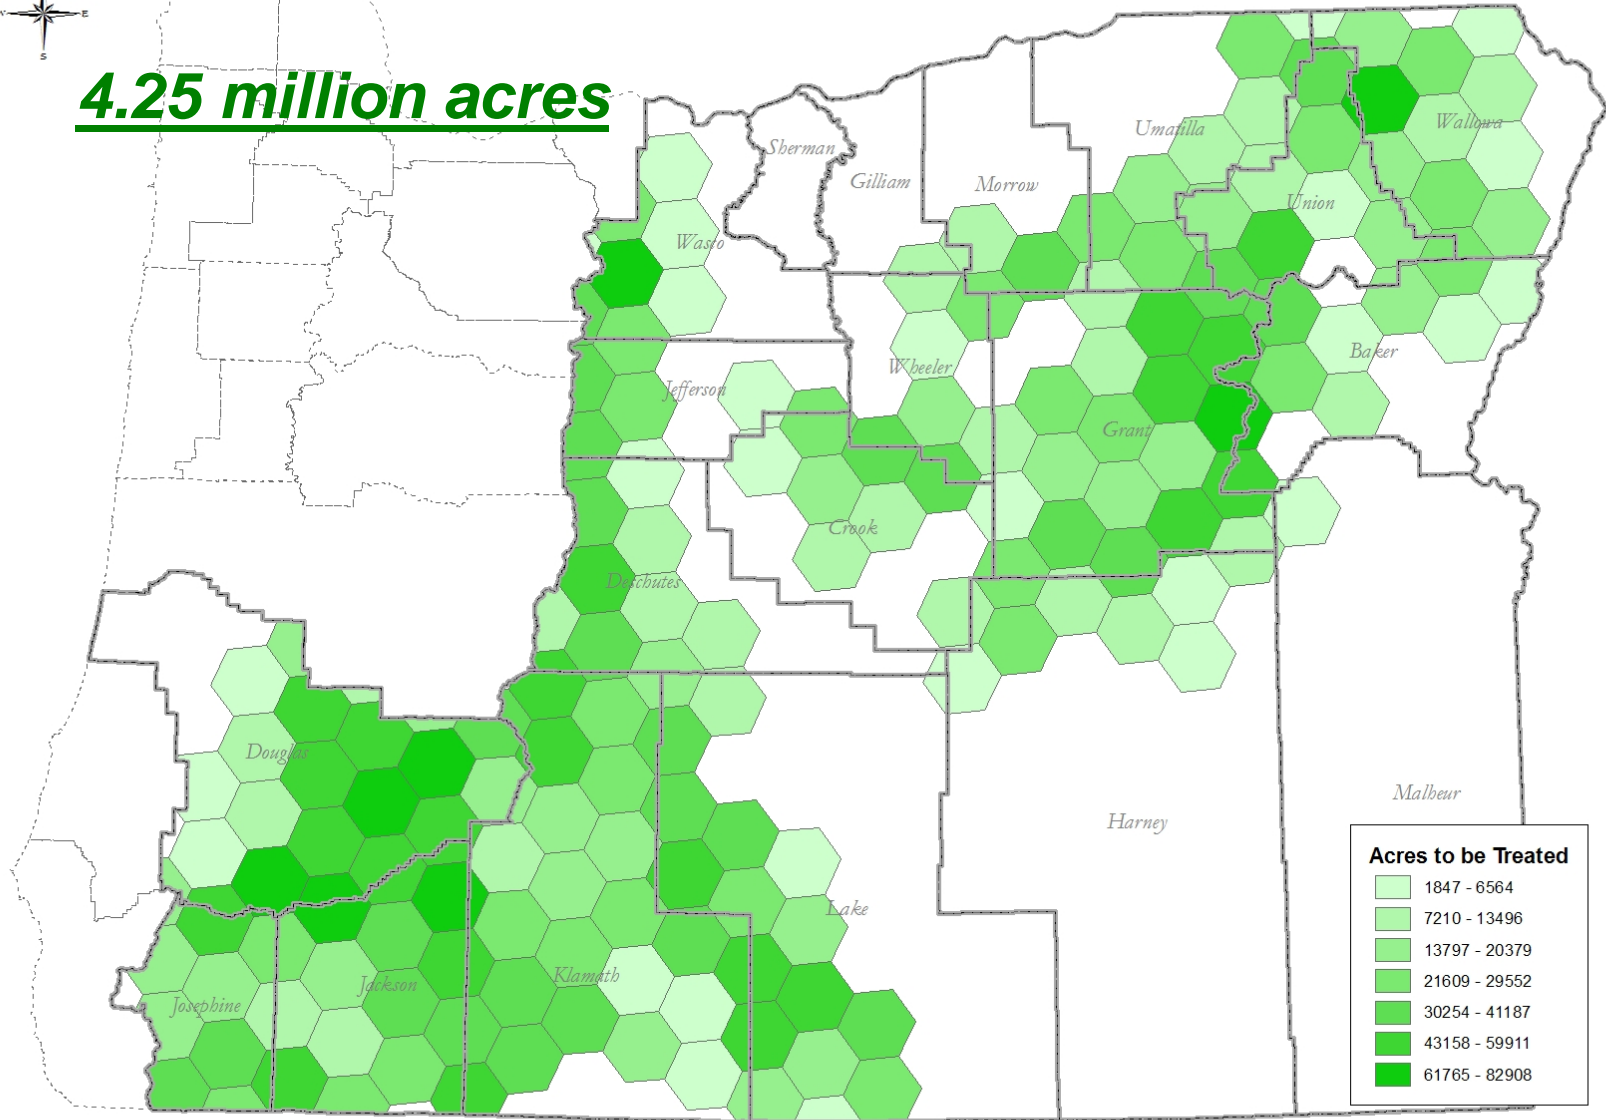 E
S
4.25 million acres
Sherman
Gilliam
Morrow
Umatilla
Wallowa
Union
Wasco
Jefferson
Wheeler
Grant
Baker
Crook
Deschutes
Douglas
Harney
Malheur
Lake
Klamath
Jackson
Josephine
Acres to be Treated
1847 - 6564
7210 - 13496
13797 - 20379
21609 - 29552
30254 - 41187
43158 - 59911
61765 - 82908